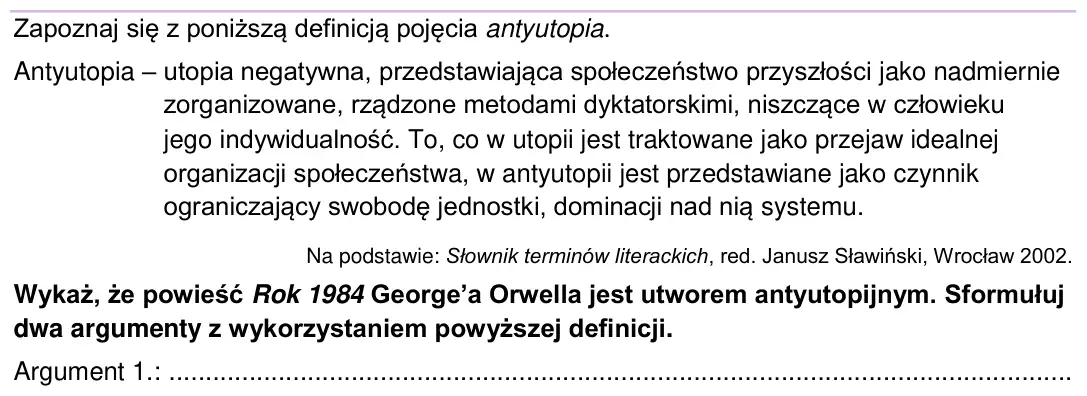 Zapoznaj się z poniższą definicją pojęcia antyutopia.
Antyutopia – utopia negatywna, przedstawiająca społeczeństwo przyszłości jako nadmiernie
zorganizowane, rządzone metodami dyktatorskimi, niszczące w człowieku
jego indywidualność. To, co w utopii jest traktowane jako przejaw idealnej
organizacji społeczeństwa, w antyutopii jest przedstawiane jako czynnik
ograniczający swobodę jednostki, dominacji nad nią systemu.
Na podstawie: Słownik terminów literackich, red. Janusz Sławiński, Wrocław 2002.
Wykaż, że powieść Rok 1984 George’a Orwella jest utworem antyutopijnym. Sformułuj
dwa argumenty z wykorzystaniem powyższej definicji.
Argument 1.: ............................................................................................................................